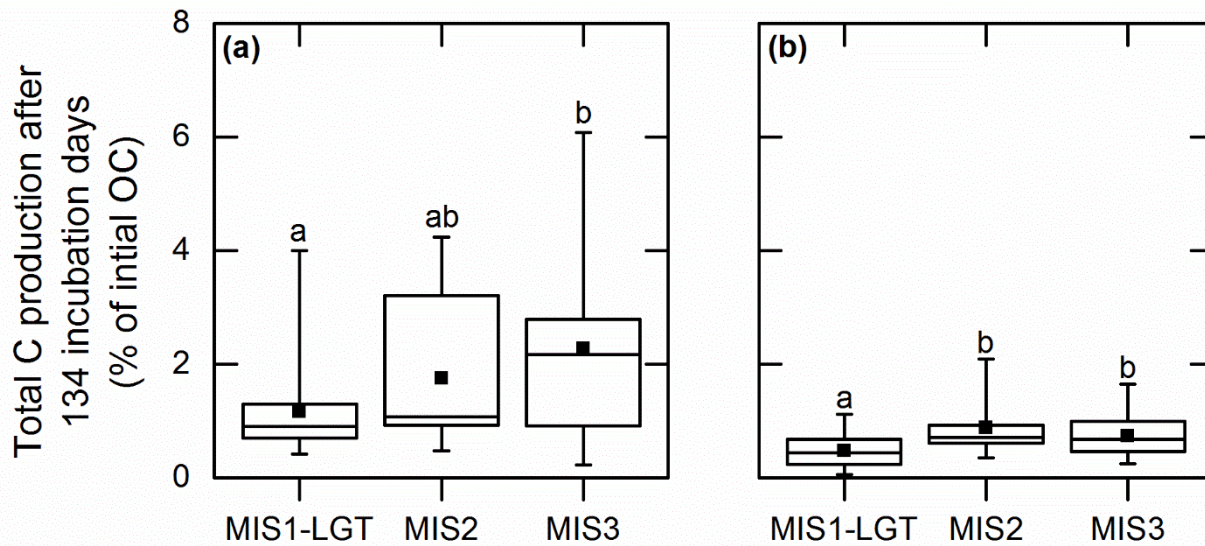 Total C production after
134 incubation days
(% of intial OC)
8
6
4
2
0
(a)
a
ab
b
MIS1-LGT
MIS2
MIS3
(b)
a
b
b
MIS1-LGT
MIS2
MIS3